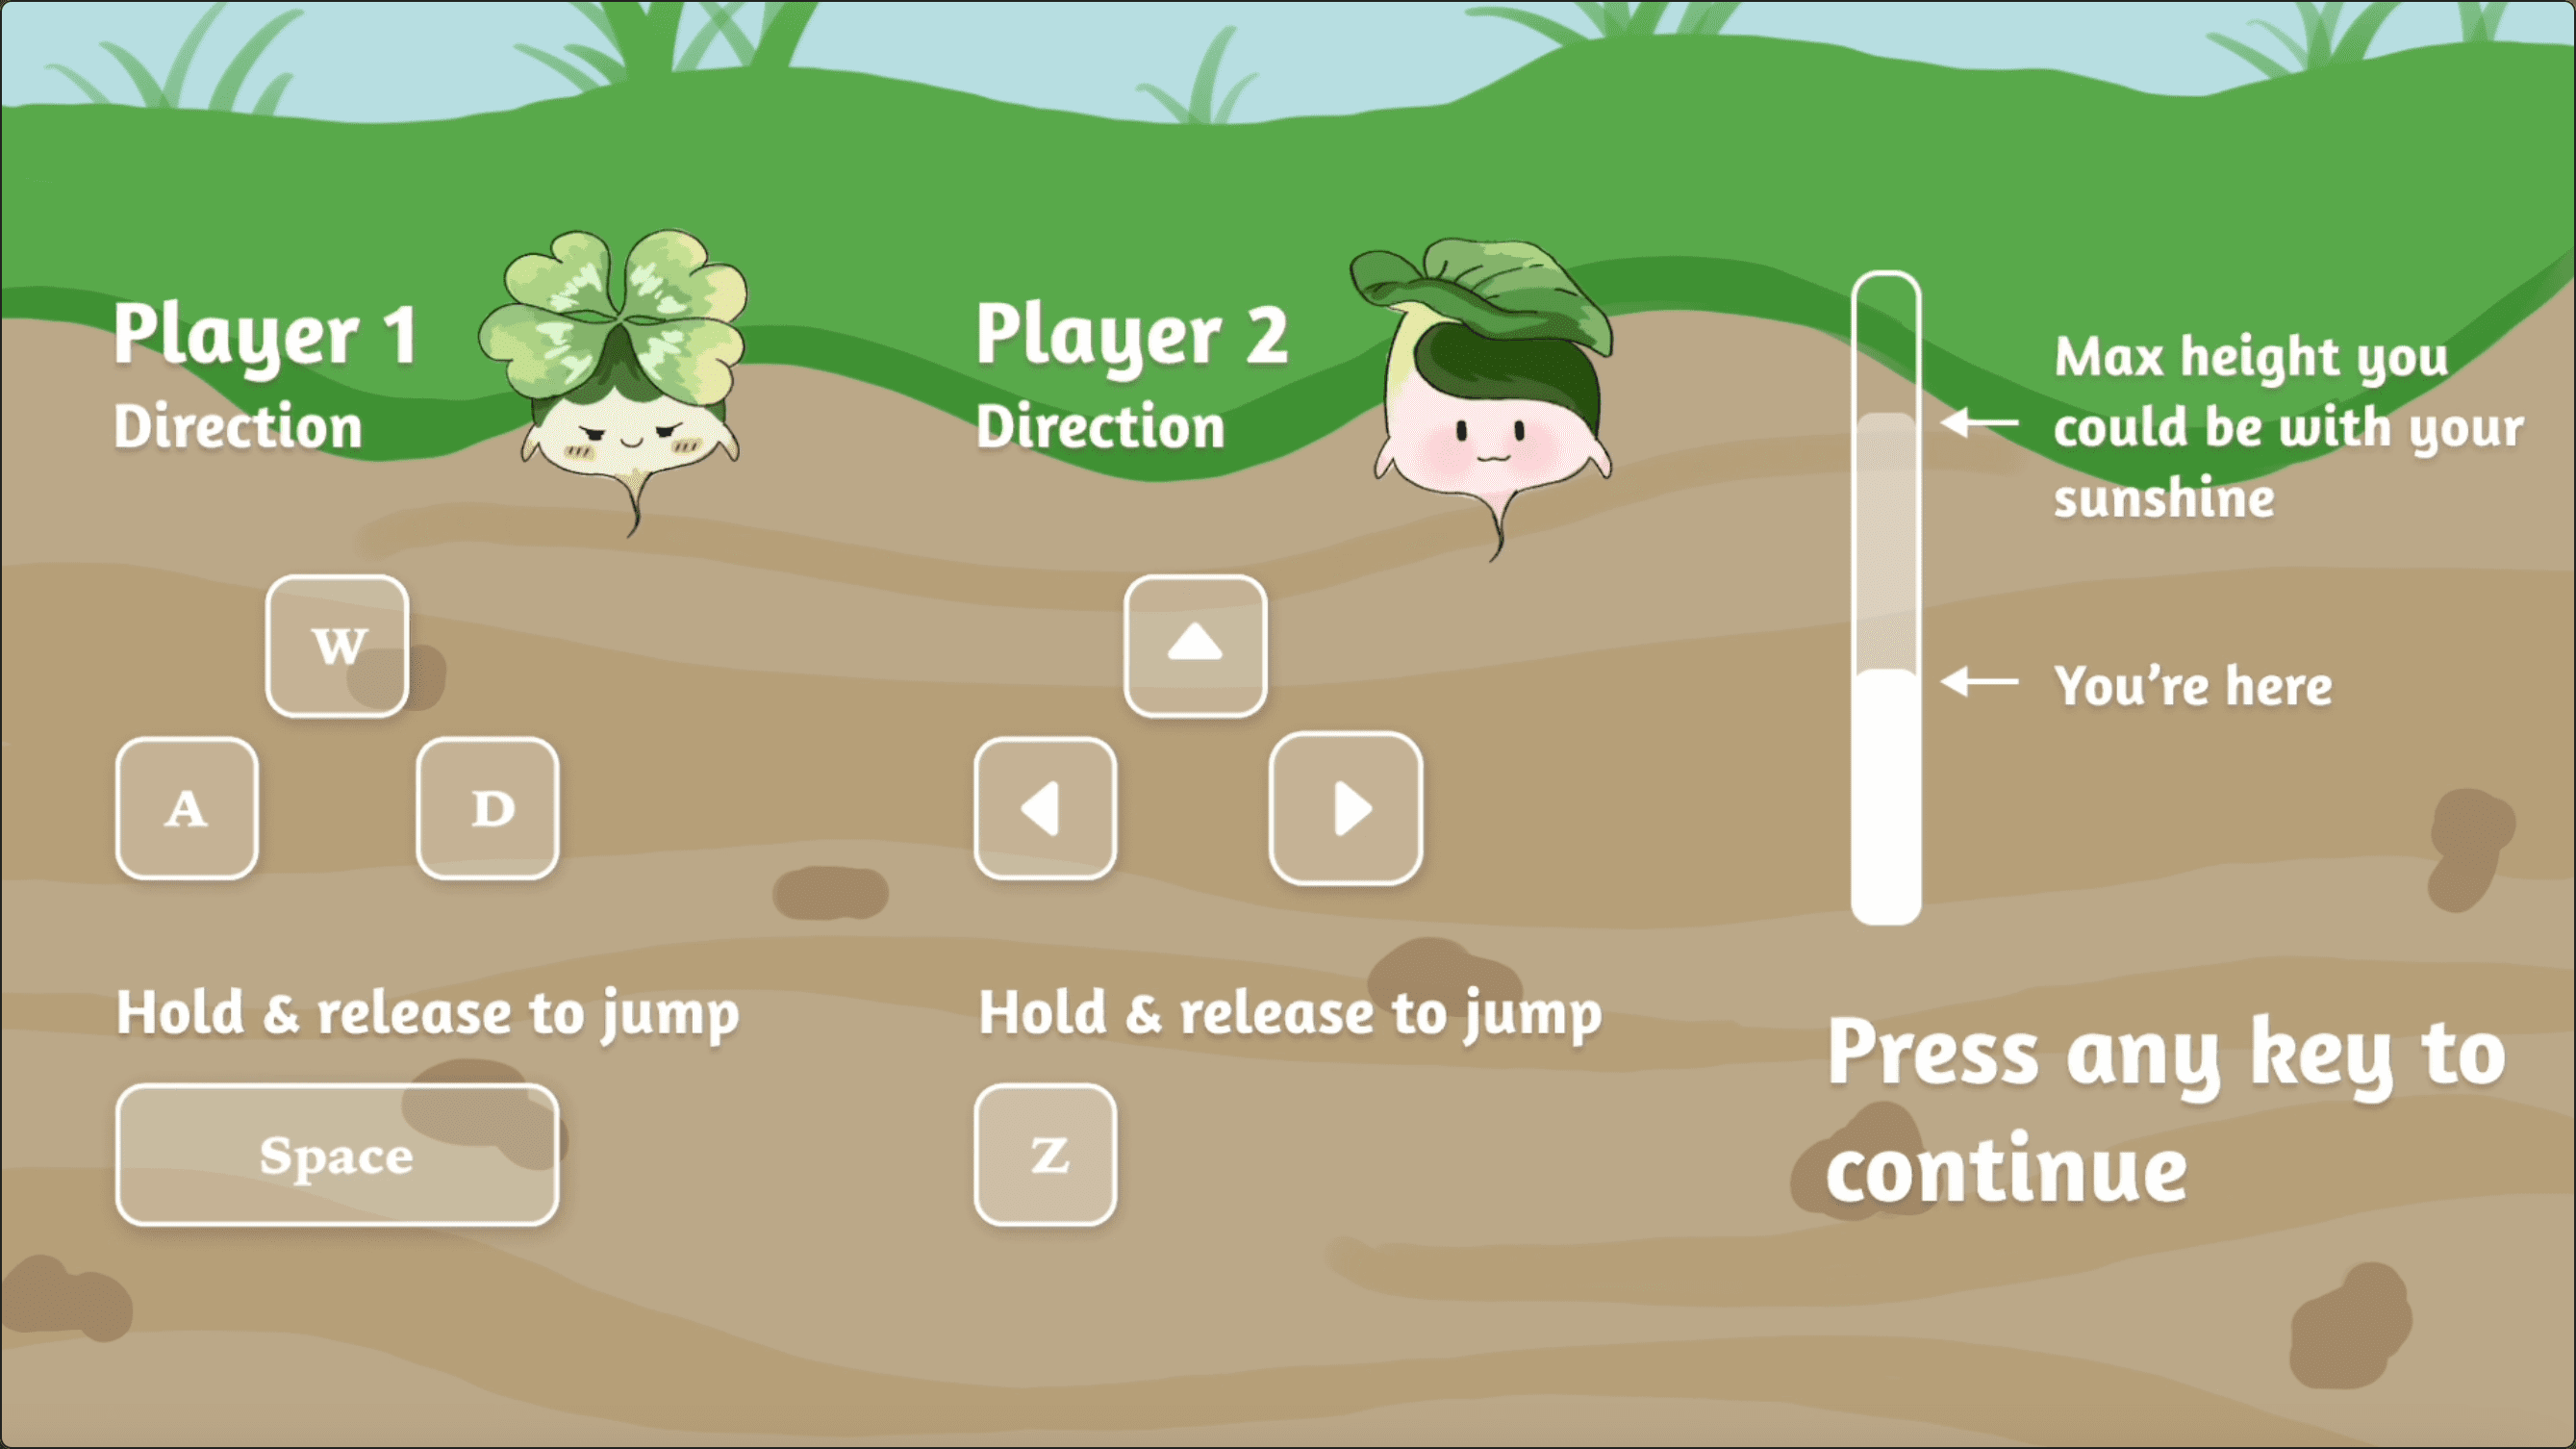 Player 1
Direction
W
A
D
Hold & release to jump
Space
Player 2
Direction
Hold & release to jump
Z
Max height you
could be with your
sunshine
You're here
Press any key to
continue